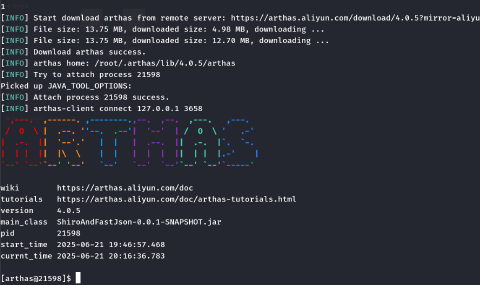 1
[INFO] Start download arthas from remote server: https://arthas.aliyun.com/download/4.0.5?mirror=aliyu
[INFO] File size: 13.75 MB, downloaded size: 4.98 MB, downloading ...
[INFO] File size: 13.75 MB, downloaded size: 12.70 MB, downloading ...
[INFO] Download arthas success.
[INFO] arthas home: /root/.arthas/lib/4.0.5/arthas
[INFO] Try to attach process 21598
Picked up JAVA_TOOL_OPTIONS:
[INFO] Attach process 21598 success.
[INFO] arthas-client connect 127.0.0.1 3658
ARTHAS
wiki https://arthas.aliyun.com/doc
tutorials https://arthas.aliyun.com/doc/arthas-tutorials.html
version 4.0.5
main_class ShiroAndFastJson-0.0.1-SNAPSHOT.jar
pid 21598
start_time 2025-06-21 19:46:57.468
currnt_time 2025-06-21 20:16:36.783
[arthas@21598]$